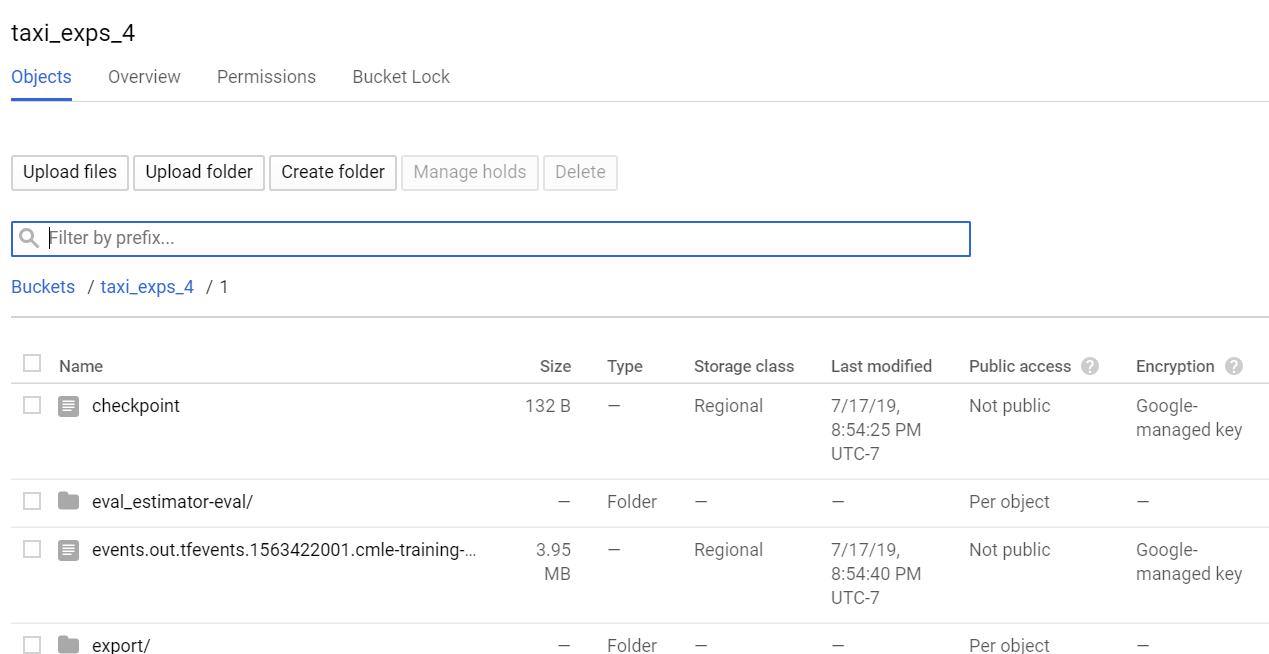 taxi_exps_4
Objects Overview Permissions Bucket Lock
Upload files Upload folder Create folder Manage holds Delete
Filter by prefix...
Buckets / taxi_exps_4 / 1
Name Size Type Storage class Last modified Public access ? Encryption ?
checkpoint 132 B — Regional 7/17/19, Not public Google-
8:54:25 PM managed key
UTC-7
eval_estimator-eval/ — Folder — — Per object —
events.out.tfevents.1563422001.cmle-training-... 3.95 — Regional 7/17/19, Not public Google-
MB 8:54:40 PM managed key
UTC-7
export/ — Folder — — Per object —